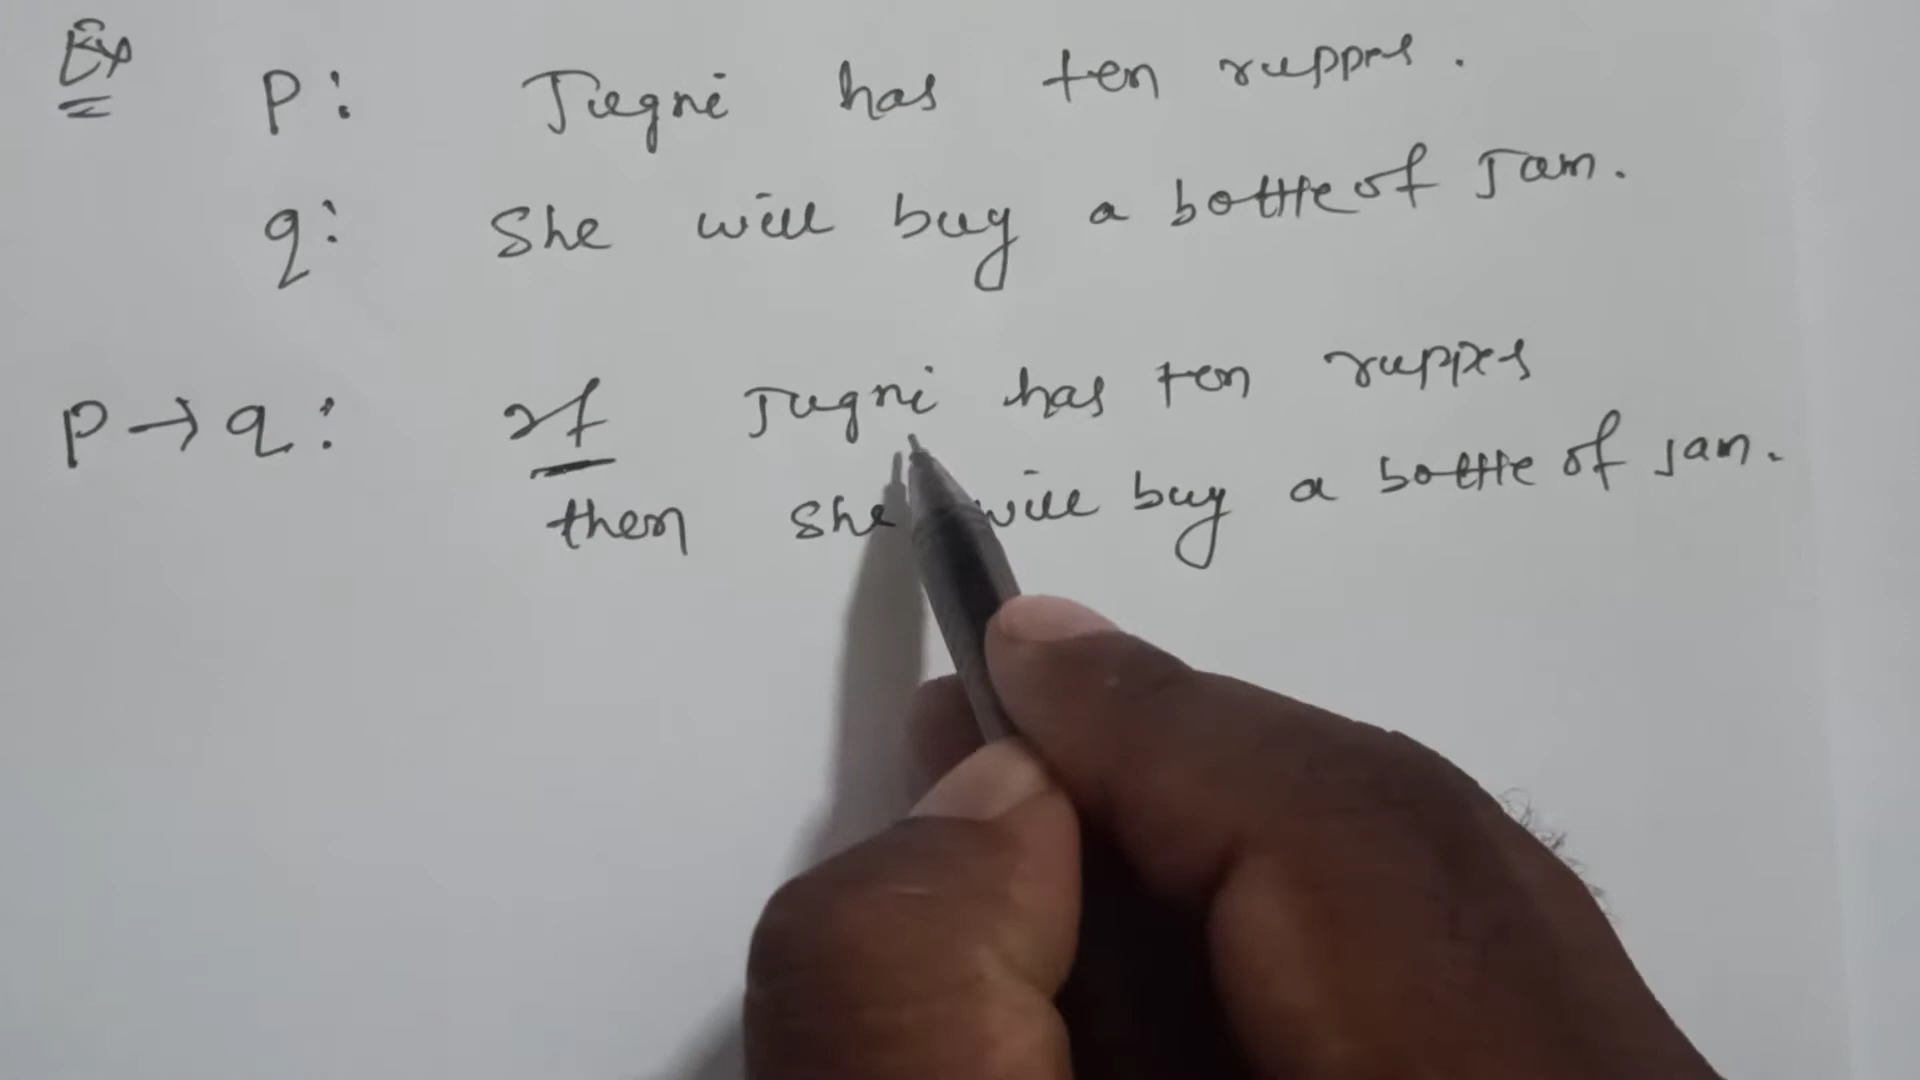 Ex
P: Jugni has ten ruppes.
q: She will buy a bottle of Jam.
P → q: If Jugni has ten ruppes
then she will buy a bottle of jam.